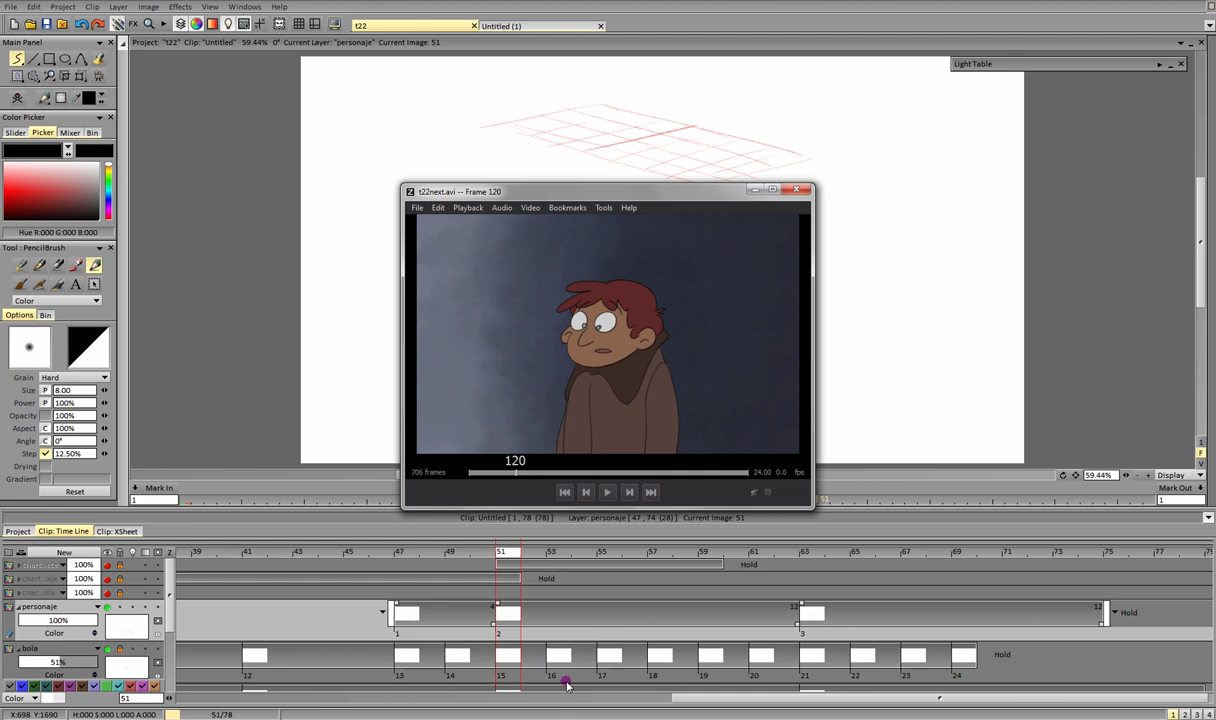 File Edit Project Clip Layer Image Effects View Windows Help
FX t22 Untitled (1)
Main Panel
Project: "t22" Clip: "Untitled" 59.44% 0° Current Layer: "personaje" Current Image: 51
Light Table
Color Picker
Slider Picker Mixer Bin
Hue R:000 G:000 B:000
Tool : PencilBrush
A
Color
Options Bin
Grain Hard
Size P 8.00
Power P 100%
Opacity 100%
Aspect C 100%
Angle C 0°
Step 12.50%
Drying
Gradient
Reset
Z t22next.avi -- Frame 120
File Edit Playback Audio Video Bookmarks Tools Help
120
706 frames 24.00 0.0 fps
1
F
V
59.44% Display
Mark In Mark Out
1 51 1
Clip: Untitled [ 1 , 78 (78) ] Layer: personaje [ 47 , 74 (28) ] Current Image: 51
Project Clip: Time Line Clip: XSheet
New Z 39 41 43 45 47 49 51 53 55 57 59 61 63 65 67 69 71 73 75 77 79
100% Hold
100% Hold
100%
personaje 4 12 12
100% Hold
Color 1 2 3
bola
51% Hold
12 13 14 15 16 17 18 19 20 21 22 23 24
Color 51
X:698 Y:1690 H:000 S:000 L:000 A:000 51/78 1 2 3 4